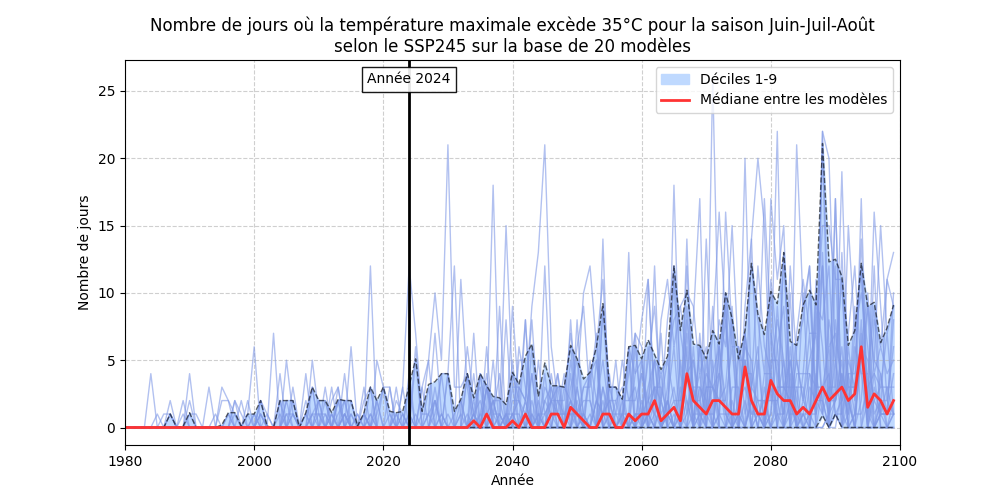 Nombre de jours où la température maximale excède 35°C pour la saison Juin-Juil-Août
selon le SSP245 sur la base de 20 modèles
Année 2024
Déciles 1-9
Médiane entre les modèles
Nombre de jours
25
20
15
10
5
0
1980
2000
2020
2040
2060
2080
2100
Année